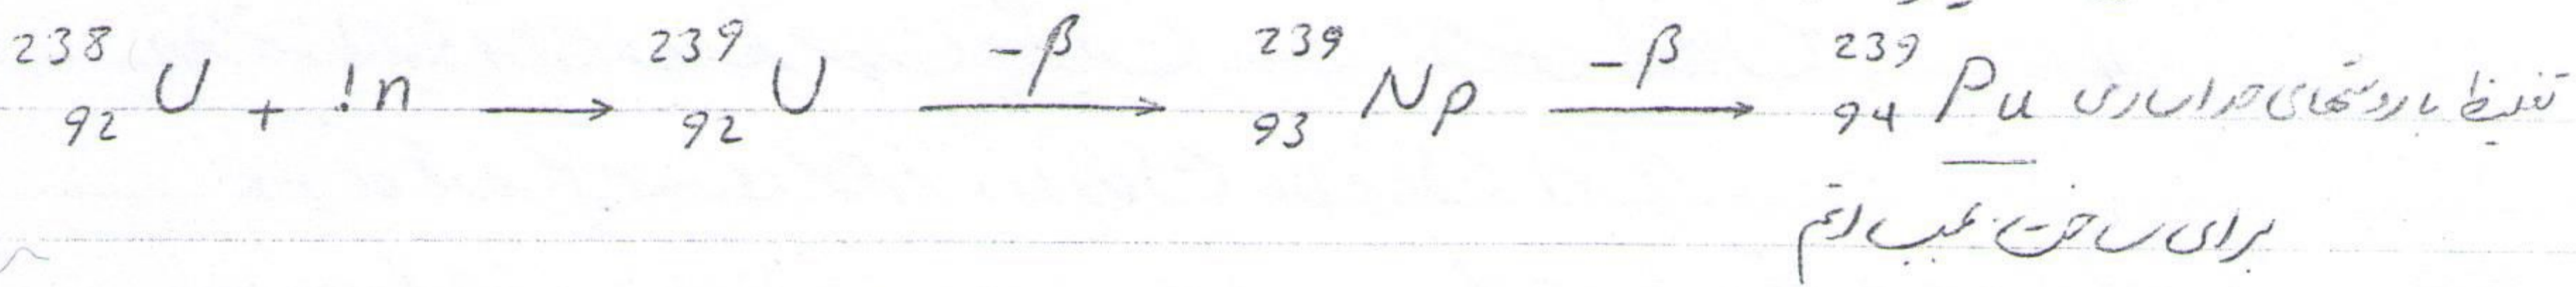 ²³⁸₉₂U + ¹n ⟶ ²³⁹₉₂U —−β→ ²³⁹₉₃Np —−β→ ²³⁹₉₄Pu تغلیظ با روشهای جداسازی
برای ساخت بمب اتم